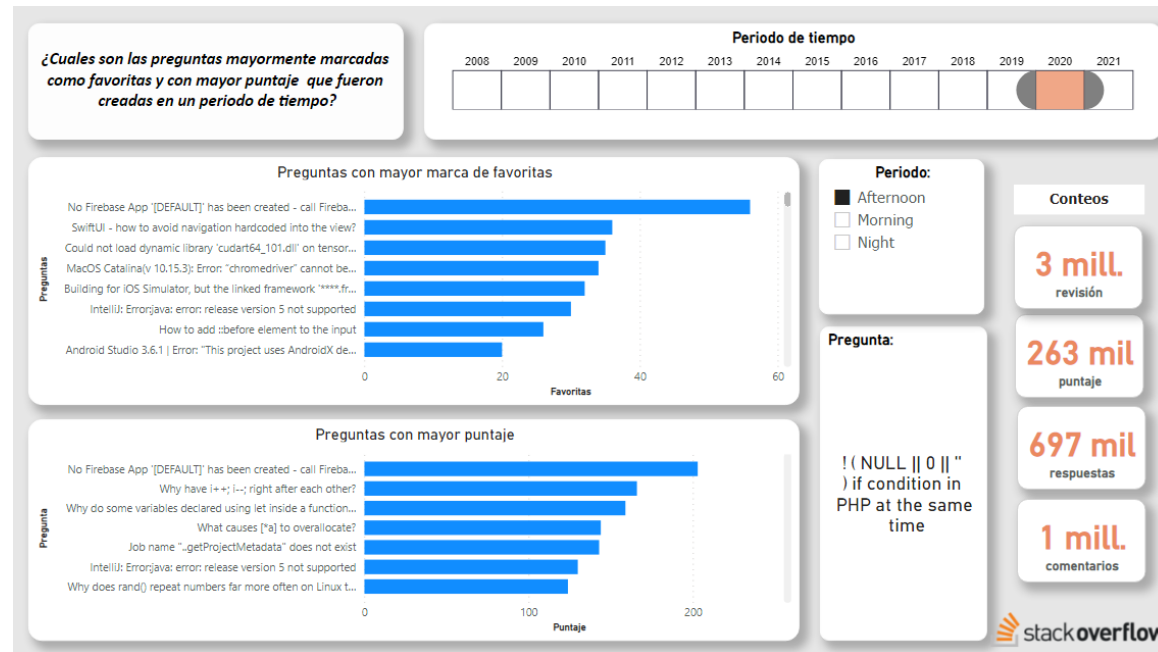 ¿Cuales son las preguntas mayormente marcadas
como favoritas y con mayor puntaje que fueron
creadas en un periodo de tiempo?
Periodo de tiempo
2008 2009 2010 2011 2012 2013 2014 2015 2016 2017 2018 2019 2020 2021
Preguntas con mayor marca de favoritas
Preguntas
No Firebase App '[DEFAULT]' has been created - call Fireba...
SwiftUI - how to avoid navigation hardcoded into the view?
Could not load dynamic library 'cudart64_101.dll' on tensor...
MacOS Catalina(v 10.15.3): Error: "chromedriver" cannot be...
Building for iOS Simulator, but the linked framework '****.fr...
IntelliJ: Error:java: error: release version 5 not supported
How to add ::before element to the input
Android Studio 3.6.1 | Error: "This project uses AndroidX de...
0 20 40 60
Favoritas
Preguntas con mayor puntaje
Pregunta
No Firebase App '[DEFAULT]' has been created - call Fireba...
Why have i++; i--; right after each other?
Why do some variables declared using let inside a function...
What causes [*a] to overallocate?
Job name "..getProjectMetadata" does not exist
IntelliJ: Error:java: error: release version 5 not supported
Why does rand() repeat numbers far more often on Linux t...
0 100 200
Puntaje
Periodo:
Afternoon
Morning
Night
Pregunta:
! ( NULL || 0 || ''
) if condition in
PHP at the same
time
Conteos
3 mill.
revisión
263 mil
puntaje
697 mil
respuestas
1 mill.
comentarios
stackoverflow